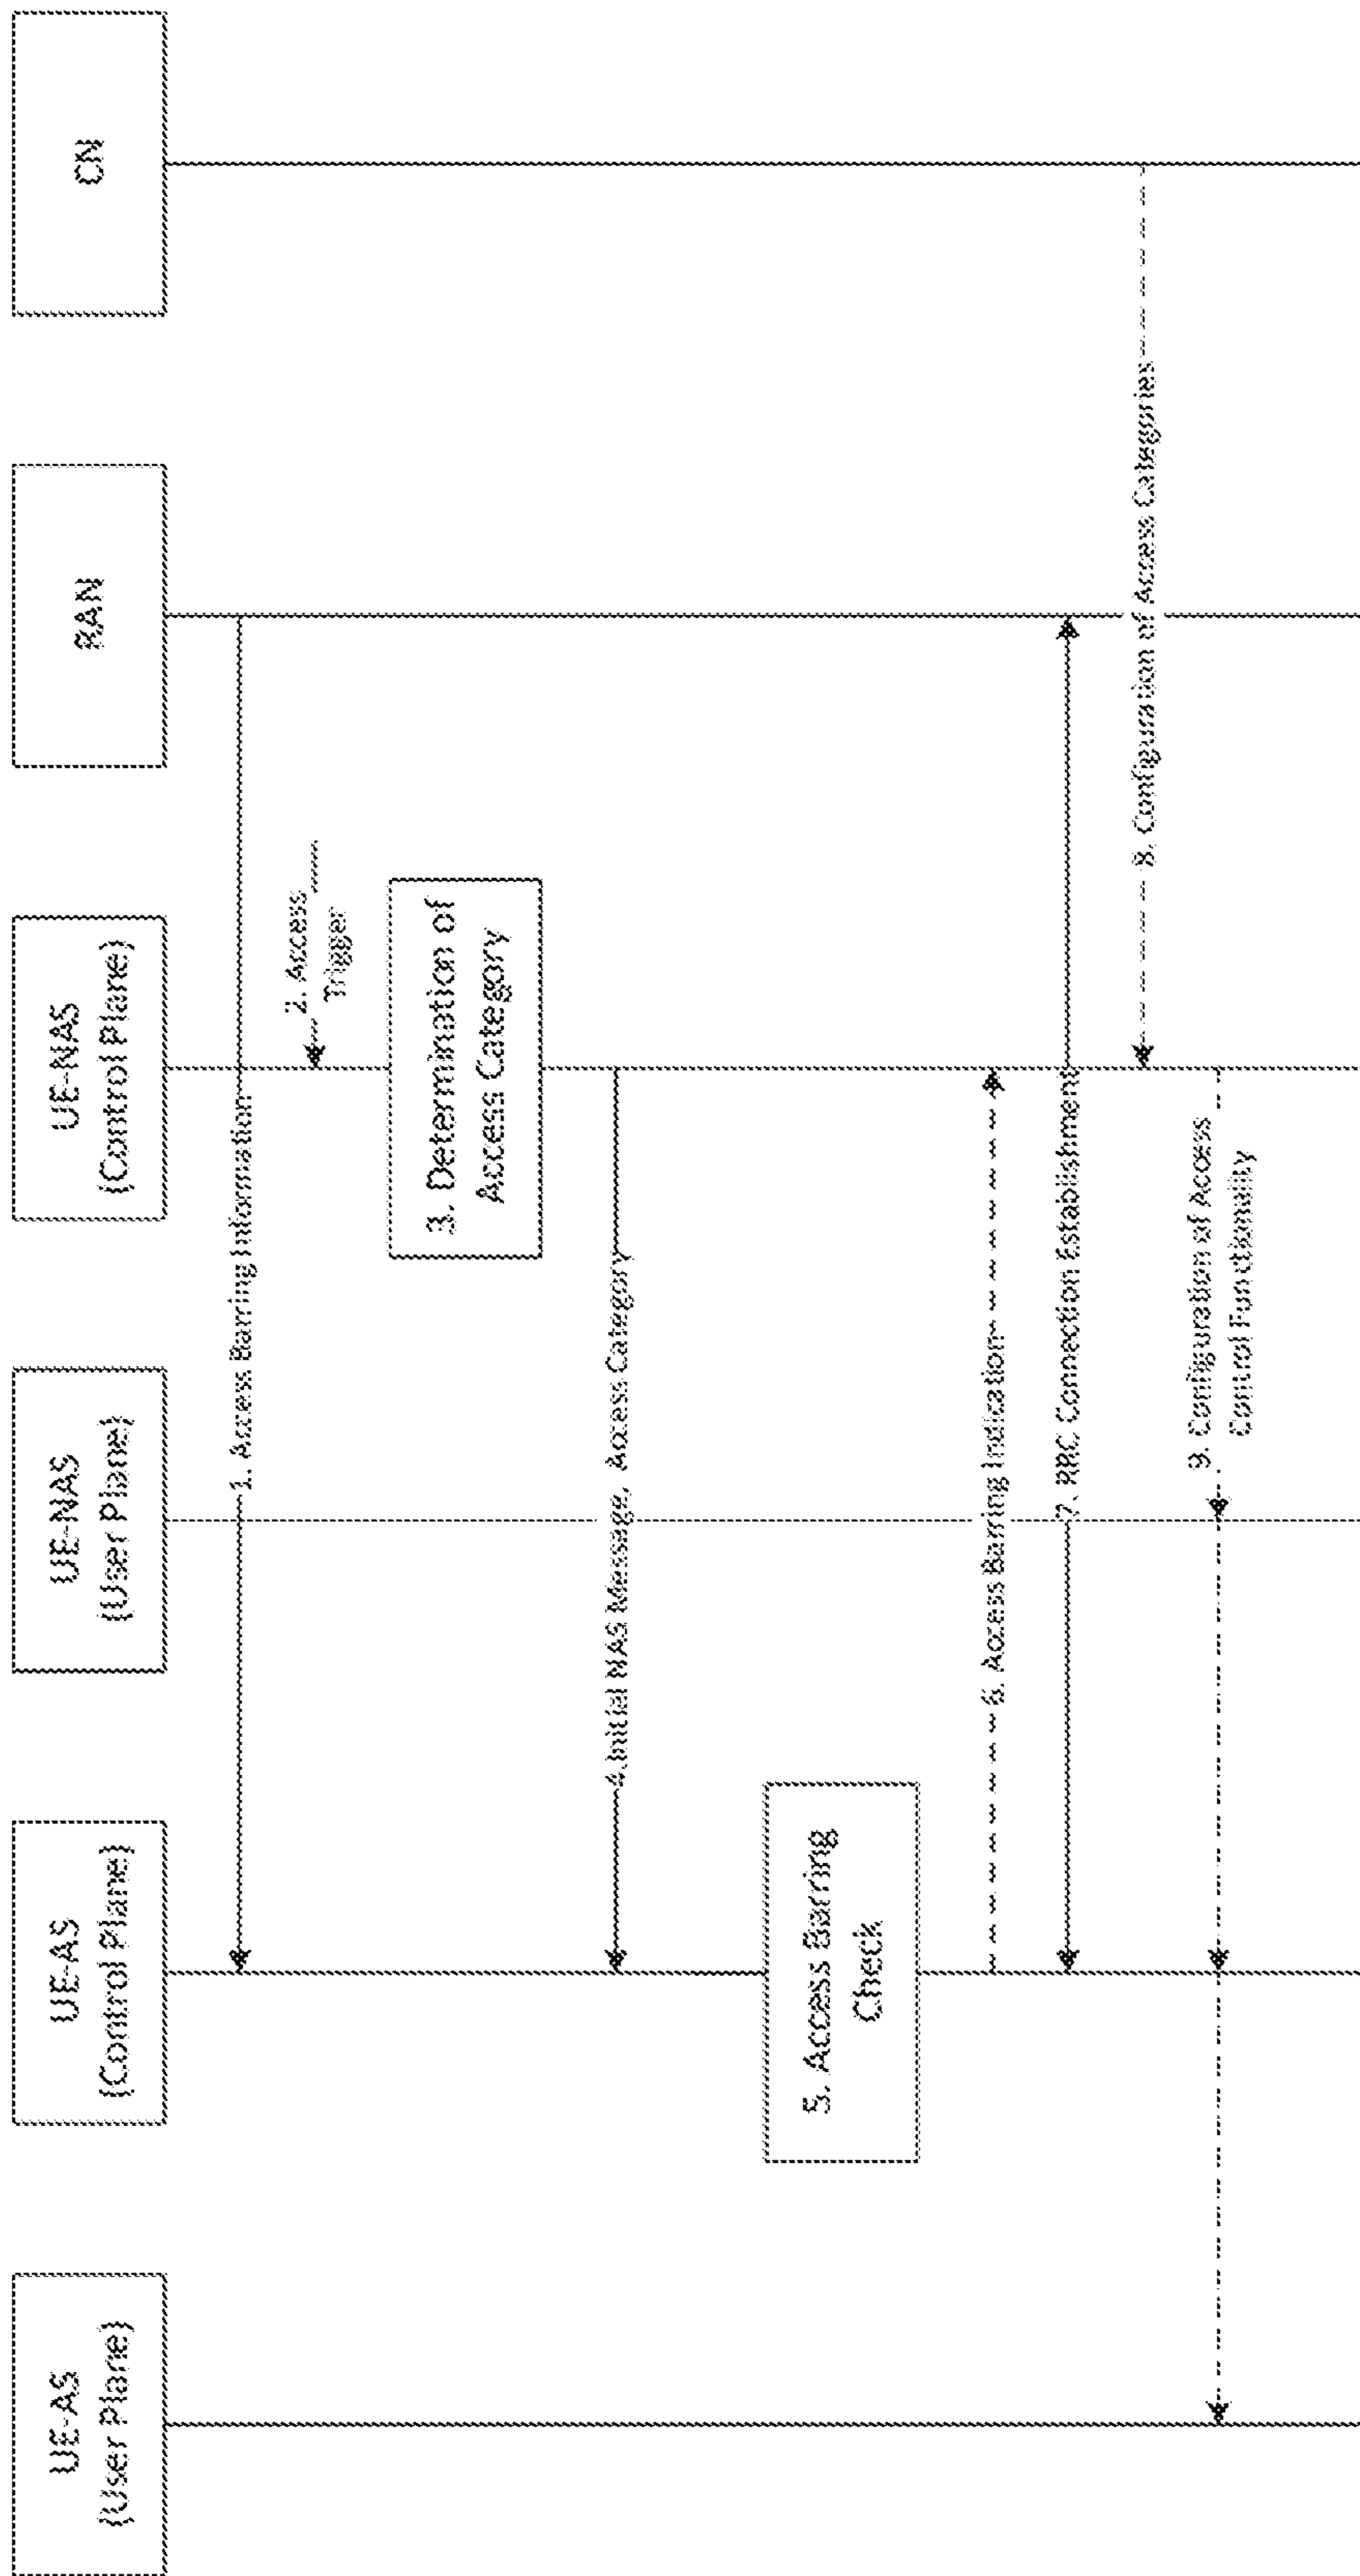 UE-AS
(User Plane)
UE-AS
(Control Plane)
UE-NAS
(User Plane)
UE-NAS
(Control Plane)
RAN
CN
1. Access Barring Information
2. Access
Trigger
3. Determination of
Access Category
4.Initial NAS Message, Access Category
5. Access Barring
Check
6. Access Barring Indication
7. RRC Connection Establishment
8. Configuration of Access Categories
9. Configuration of Access
Control Functionality